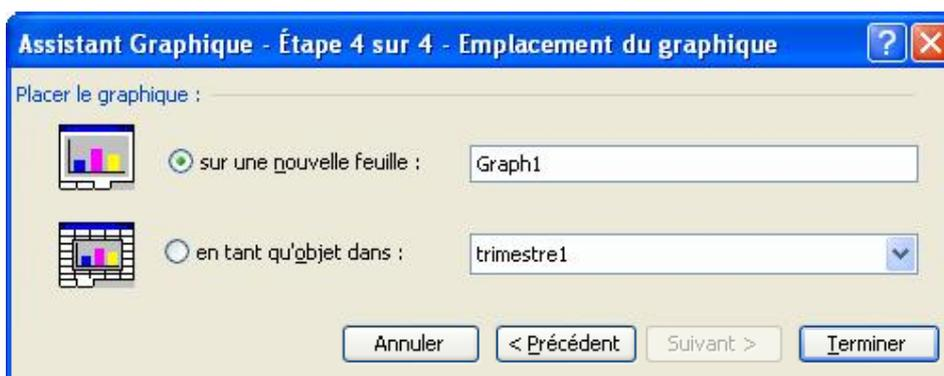 Assistant Graphique - Étape 4 sur 4 - Emplacement du graphique
Placer le graphique :
sur une nouvelle feuille : Graph1
en tant qu'objet dans : trimestre1
Annuler < Précédent Suivant > Terminer